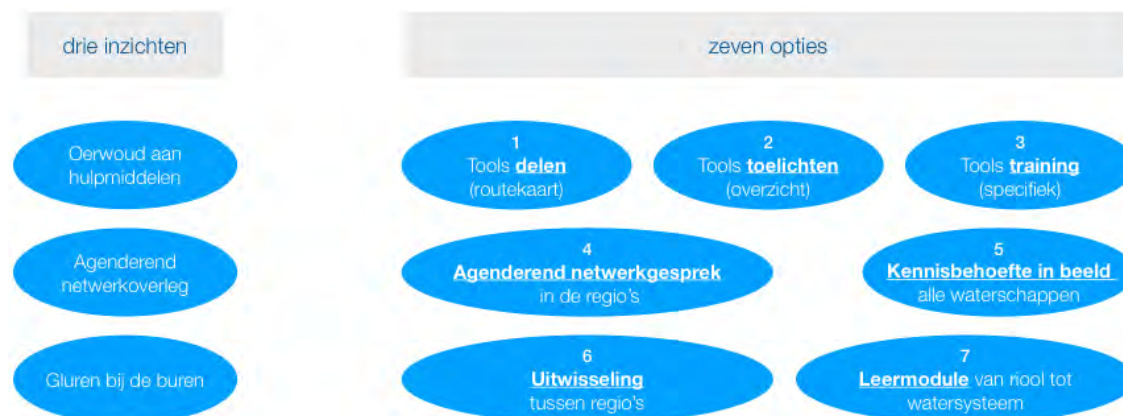 drie inzichten
zeven opties
Oerwoud aan
hulpmiddelen
1
Tools delen
(routekaart)
2
Tools toelichten
(overzicht)
3
Tools training
(specifiek)
Agenderend
netwerkoverleg
4
Agenderend netwerkgesprek
in de regio's
5
Kennisbehoefte in beeld
alle waterschappen
Gluren bij de buren
6
Uitwisseling
tussen regio's
7
Leermodule van riool tot
watersysteem